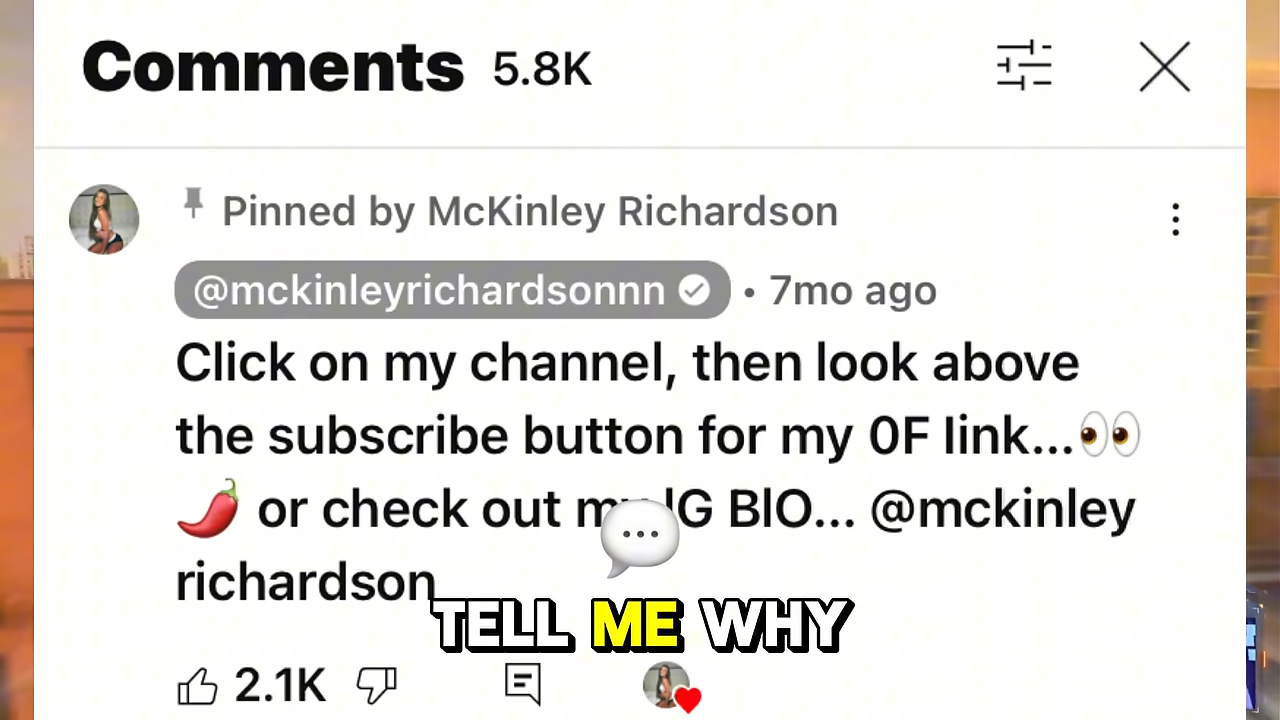 Comments 5.8K
Pinned by McKinley Richardson
@mckinleyrichardsonnn • 7mo ago
Click on my channel, then look above
the subscribe button for my 0F link...👀
🌶️ or check out my IG BIO... @mckinley
richardson
TELL ME WHY
2.1K